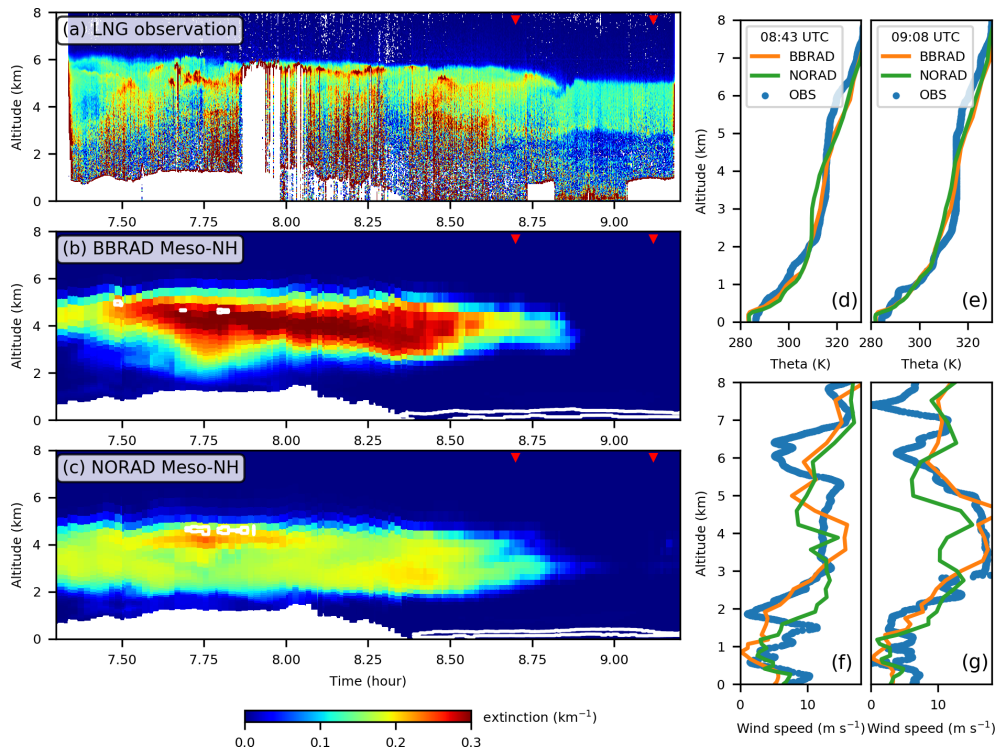 (a) LNG observation
Altitude (km)
8
6
4
2
0
7.50 7.75 8.00 8.25 8.50 8.75 9.00
(b) BBRAD Meso-NH
Altitude (km)
8
6
4
2
0
7.50 7.75 8.00 8.25 8.50 8.75 9.00
(c) NORAD Meso-NH
Altitude (km)
8
6
4
2
0
7.50 7.75 8.00 8.25 8.50 8.75 9.00
Time (hour)
0.0 0.1 0.2 0.3
extinction (km⁻¹)
08:43 UTC
BBRAD
NORAD
OBS
Altitude (km)
8
7
6
5
4
3
2
1
0
(d)
280 300 320
Theta (K)
09:08 UTC
BBRAD
NORAD
OBS
(e)
280 300 320
Theta (K)
Altitude (km)
8
7
6
5
4
3
2
1
0
(f)
0 10
Wind speed (m s⁻¹)
(g)
0 10
Wind speed (m s⁻¹)